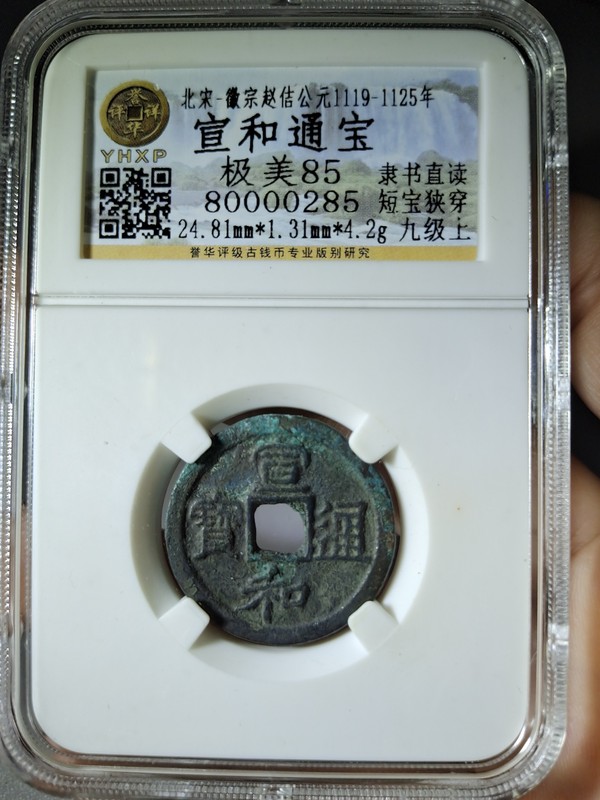 誉华评详
YHXP
北宋-徽宗赵佶公元1119-1125年
宣和通宝
极美85 隶书直读
80000285 短宝狭穿
24.81mm*1.31mm*4.2g 九级上
誉华评级古钱币专业版别研究
宣和通寶